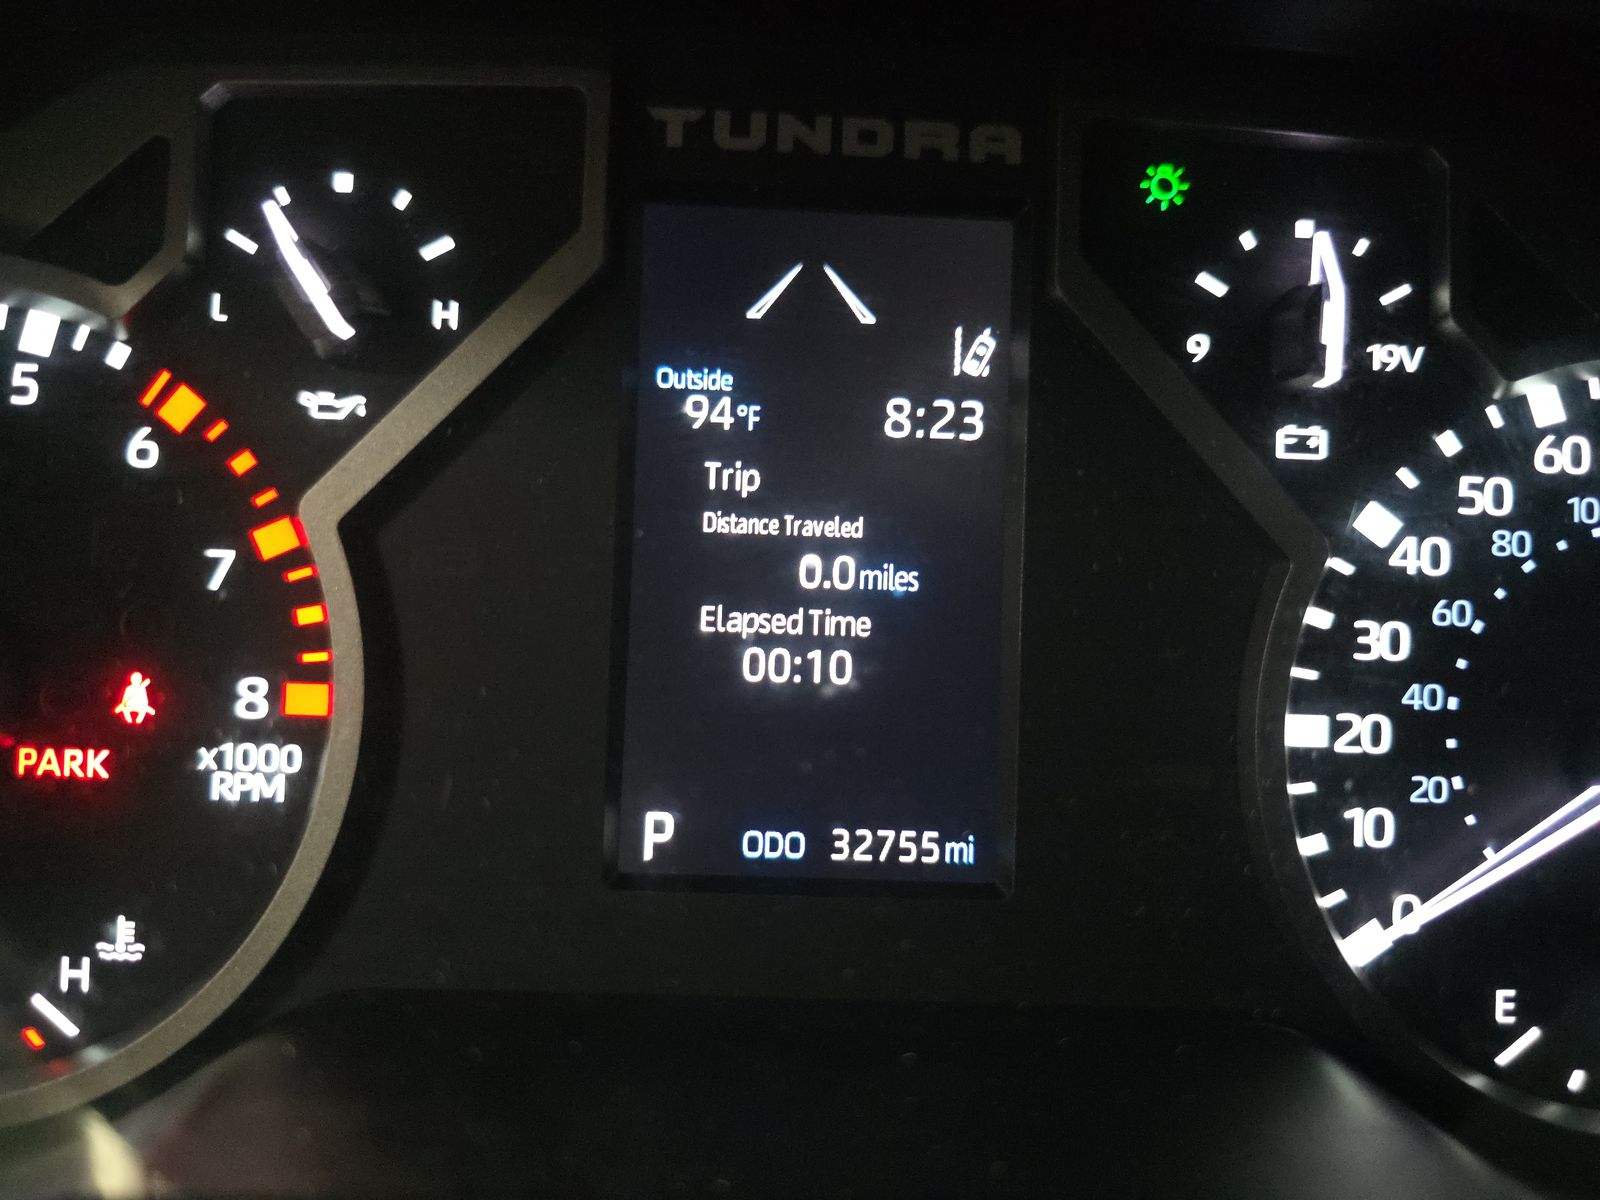 TUNDRA
L
H
9
19V
Outside
94°F
8:23
Trip
Distance Traveled
0.0 miles
Elapsed Time
00:10
P
ODO 32755 mi
5
6
7
8
x1000
RPM
PARK
H
60
50
40
30
20
10
0
10
80
60
40
20
E